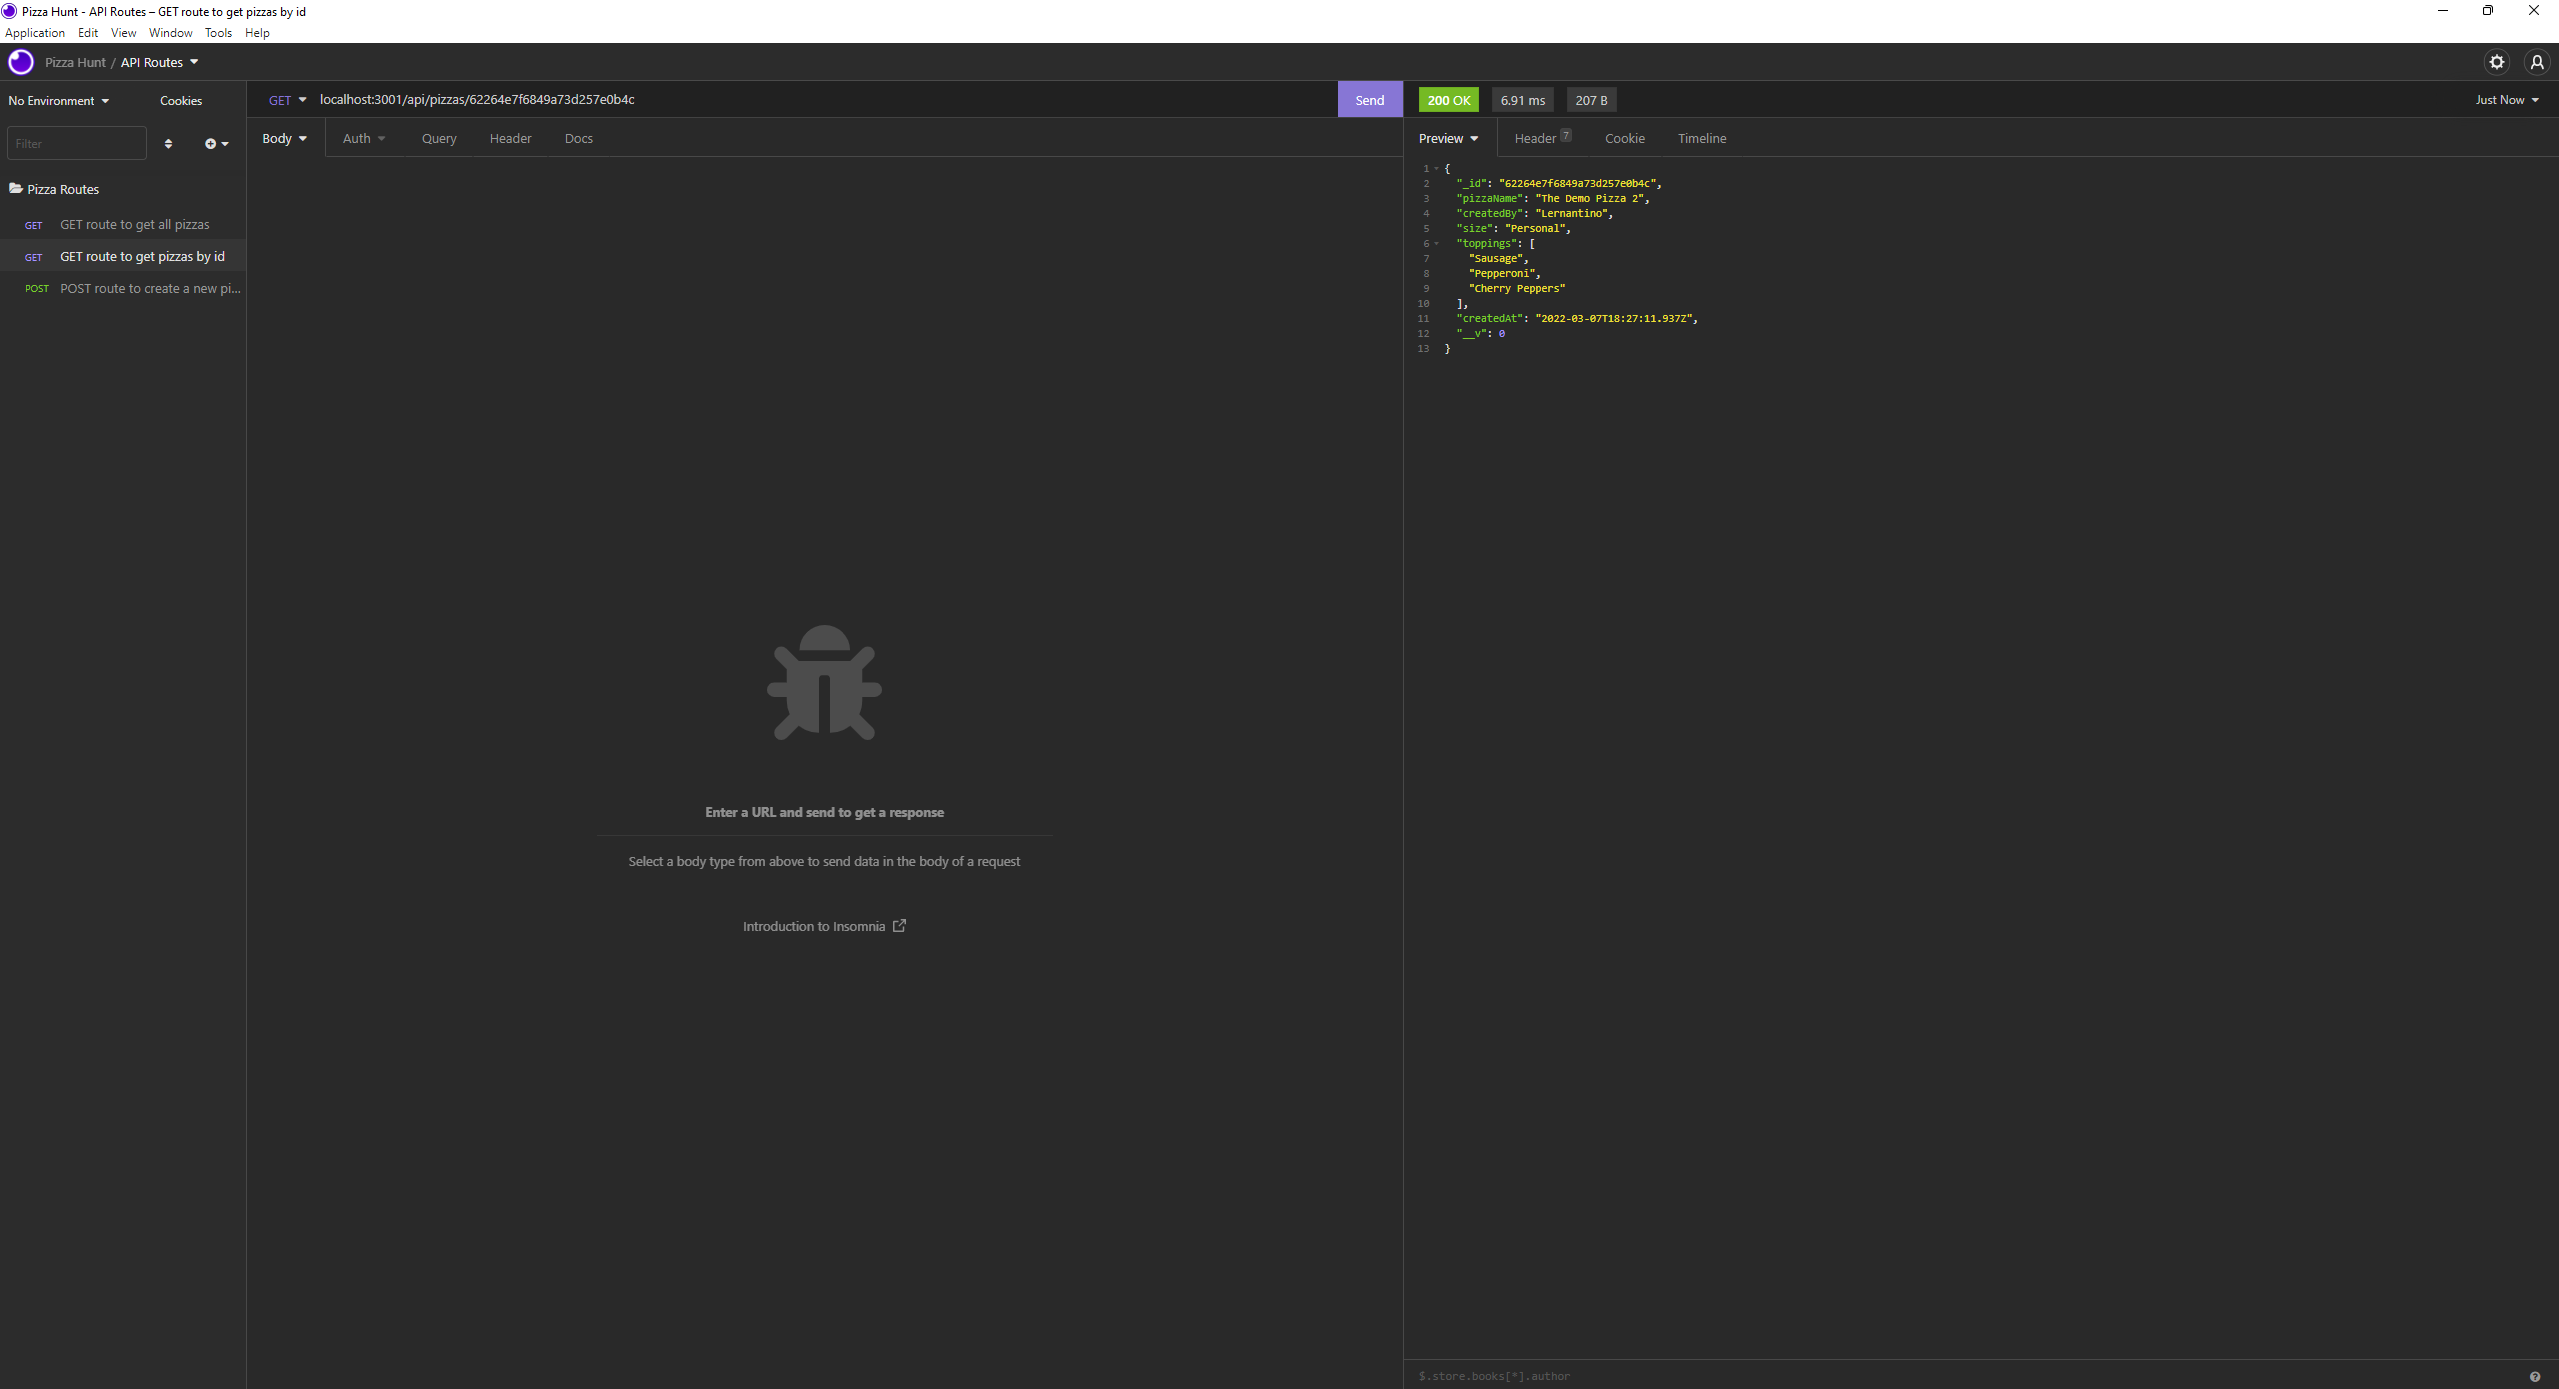 Pizza Hunt - API Routes – GET route to get pizzas by id
Application Edit View Window Tools Help
Pizza Hunt / API Routes
No Environment Cookies
Filter
Pizza Routes
GET GET route to get all pizzas
GET GET route to get pizzas by id
POST POST route to create a new pi...
GET localhost:3001/api/pizzas/62264e7f6849a73d257e0b4c Send
Body Auth Query Header Docs
Enter a URL and send to get a response
Select a body type from above to send data in the body of a request
Introduction to Insomnia
200 OK 6.91 ms 207 B Just Now
Preview Header 7 Cookie Timeline
1 {
2 "_id": "62264e7f6849a73d257e0b4c",
3 "pizzaName": "The Demo Pizza 2",
4 "createdBy": "Lernantino",
5 "size": "Personal",
6 "toppings": [
7 "Sausage",
8 "Pepperoni",
9 "Cherry Peppers"
10 ],
11 "createdAt": "2022-03-07T18:27:11.937Z",
12 "__v": 0
13 }
$.store.books[*].author